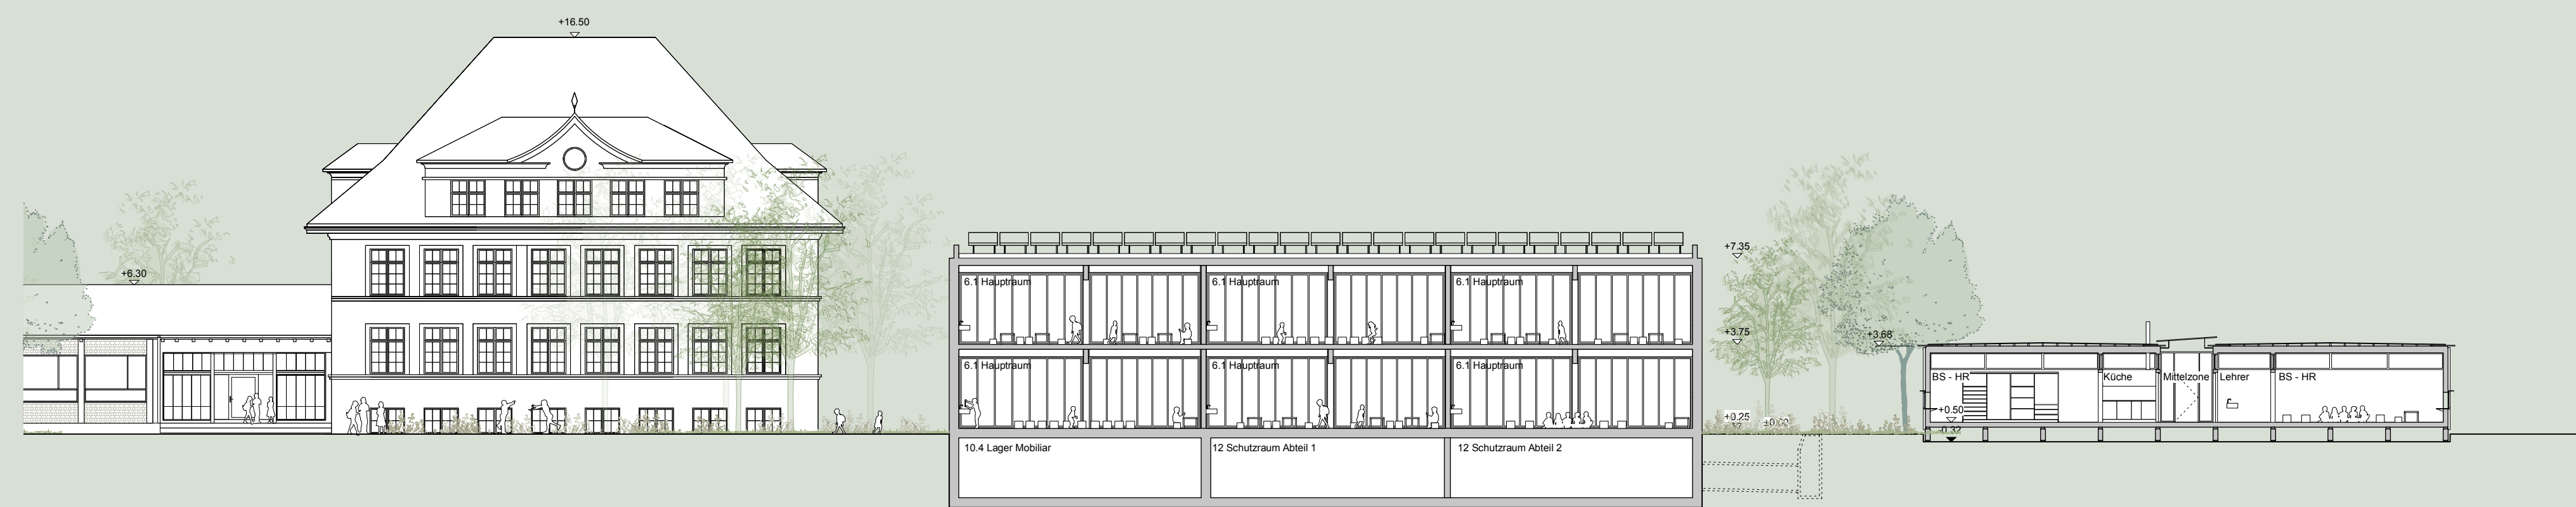 +16.50
+6.30
6.1 Hauptraum
6.1 Hauptraum
6.1 Hauptraum
+7.35
+3.75
+3.68
6.1 Hauptraum
6.1 Hauptraum
6.1 Hauptraum
BS - HR
Küche
Mittelzone
Lehrer
BS - HR
+0.25
±0.00
+0.50
-0.32
10.4 Lager Mobiliar
12 Schutzraum Abteil 1
12 Schutzraum Abteil 2